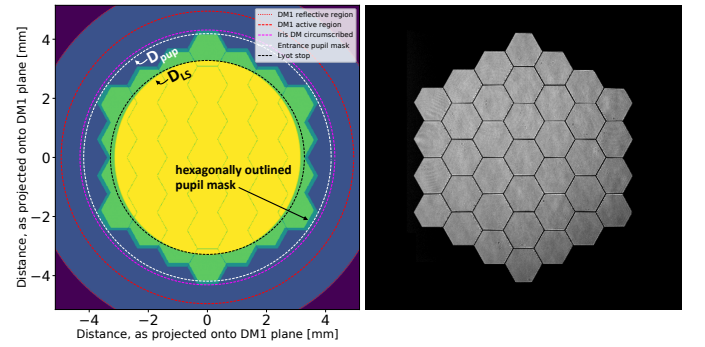 DM1 reflective region
DM1 active region
Iris DM circumscribed
Entrance pupil mask
Lyot stop
Dpup
DLS
hexagonally outlined
pupil mask
Distance, as projected onto DM1 plane [mm]
4
2
0
−2
−4
−4 −2 0 2 4
Distance, as projected onto DM1 plane [mm]